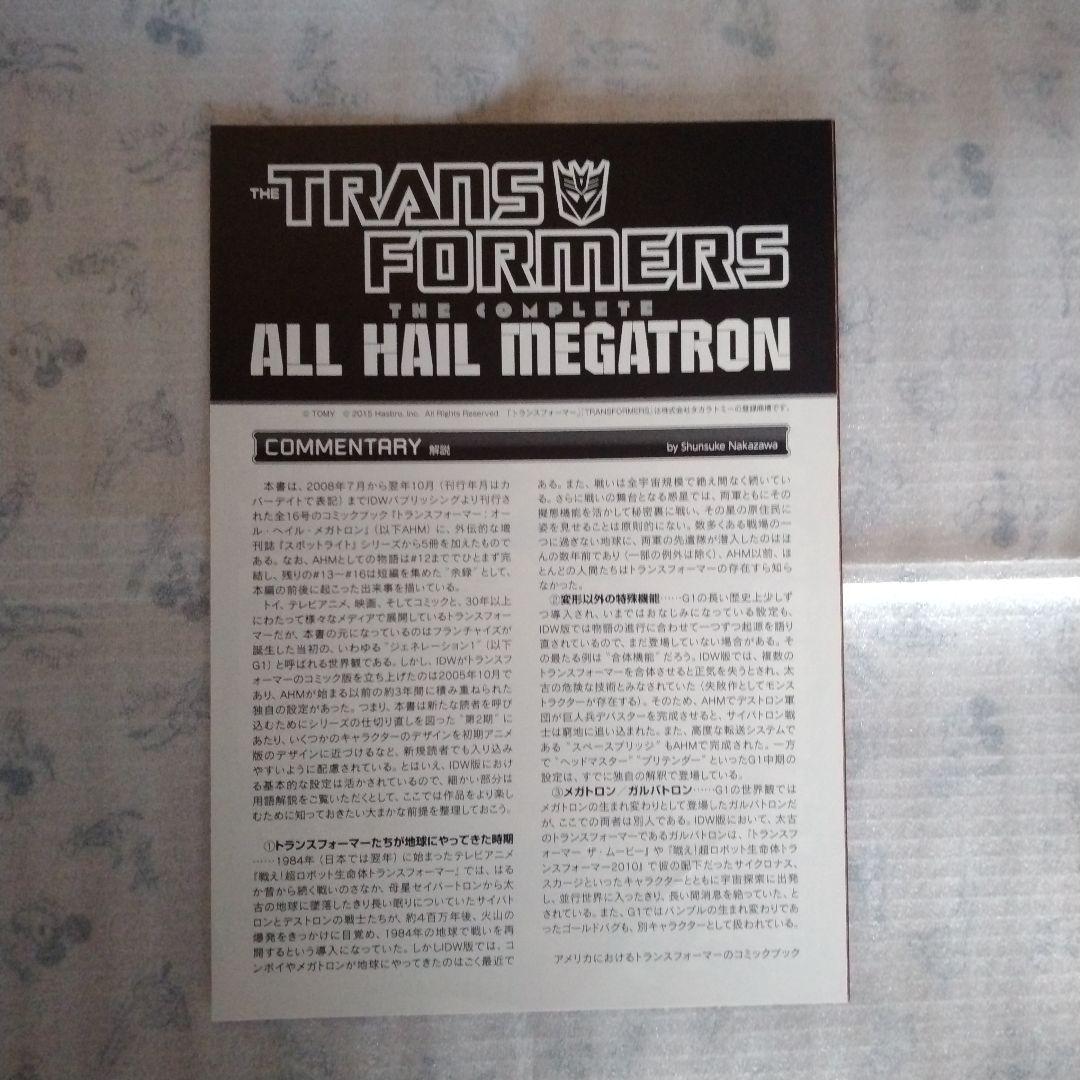 THE TRANS
FORMERS
THE COMPLETE
ALL HAIL MEGATRON
© TOMY © 2015 Hasbro, Inc. All Rights Reserved. 「トランスフォーマー」「TRANSFORMERS」は株式会社タカラトミーの登録商標です。
COMMENTARY 解説 by Shunsuke Nakazawa
本書は、2008年7月から翌年10月(刊行年月はカ
バーデイトで表記)までIDWパブリッシングより刊行さ
れた全16号のコミックブック『トランスフォーマー:オー
ル・ヘイル・メガトロン』(以下AHM)に、外伝的な増
刊誌『スポットライト』シリーズから5冊を加えたもので
ある。なお、AHMとしての物語は#12まででひとまず完
結し、残りの#13〜#16は短編を集めた“余録”として、
本編の前後に起こった出来事を描いている。
トイ、テレビアニメ、映画、そしてコミックと、30年以上
にわたって様々なメディアで展開しているトランスフォー
マーだが、本書の元になっているのはフランチャイズが
誕生した当初の、いわゆる“ジェネレーション1”(以下
G1)と呼ばれる世界観である。しかし、IDWがトランスフ
ォーマーのコミック版を立ち上げたのは2005年10月で
あり、AHMが始まる以前の約3年間に積み重ねられた
独自の設定があった。つまり、本書は新たな読者を呼び
込むためにシリーズの仕切り直しを図った“第2期”に
あたり、いくつかのキャラクターのデザインを初期アニメ
版のデザインに近づけるなど、新規読者でも入り込み
やすいように配慮されている。とはいえ、IDW版におけ
る基本的な設定は活かされているので、細かい部分は
用語解説をご覧いただくとして、ここでは作品をより楽し
むために知っておきたい大まかな前提を整理しておこう。
①トランスフォーマーたちが地球にやってきた時期
……1984年(日本では翌年)に始まったテレビアニメ
『戦え!超ロボット生命体トランスフォーマー』では、はる
か昔から続く戦いのさなか、母星セイバートロンから太
古の地球に墜落したきり長い眠りについていたサイバト
ロンとデストロンの戦士たちが、約4百万年後、火山の
爆発をきっかけに目覚め、1984年の地球で戦いを再
開するという導入になっていた。しかしIDW版では、コ
ンボイやメガトロンが地球にやってきたのはごく最近で
ある。また、戦いは全宇宙規模で絶え間なく続いてい
る。さらに戦いの舞台となる惑星では、両軍ともにその
擬態機能を活かして秘密裏に戦い、その星の原住民に
姿を見せることは原則的にない。数多くある戦場の一
つに過ぎない地球に、両軍の先遣隊が潜入したのはほ
んの数年前であり(一部の例外は除く)、AHM以前、ほ
とんどの人間たちはトランスフォーマーの存在すら知ら
なかった。
②変形以外の特殊機能……G1の長い歴史上少しず
つ導入され、いまではおなじみになっている設定も、
IDW版では物語の進行に合わせて一つずつ起源を語り
直されているので、まだ登場していない場合がある。そ
の最たる例は“合体機能”だろう。IDW版では、複数の
トランスフォーマーを合体させると正気を失うとされ、太
古の危険な技術とみなされていた(失敗作としてモンス
トラクターが存在する)。そのため、AHMでデストロン軍
団が巨人兵デバスターを完成させると、サイバトロン戦
士は窮地に追い込まれた。また、高度な転送システムで
ある“スペースブリッジ”もAHMで完成された。一方
で“ヘッドマスター”“プリテンダー”といったG1中期の
設定は、すでに独自の解釈で登場している。
③メガトロン/ガルバトロン……G1の世界観では
メガトロンの生まれ変わりとして登場したガルバトロンだ
が、ここでの両者は別人である。IDW版において、太古
のトランスフォーマーであるガルバトロンは、『トランスフ
ォーマー ザ・ムービー』や『戦え!超ロボット生命体トラ
ンスフォーマー2010』で彼の配下だったサイクロナス、
スカージといったキャラクターとともに宇宙探索に出発
し、並行世界に入ったきり、長い間消息を絶っていた、と
されている。また、G1ではバンブルの生まれ変わりであ
ったゴールドバグも、別キャラクターとして扱われている。
アメリカにおけるトランスフォーマーのコミックブック